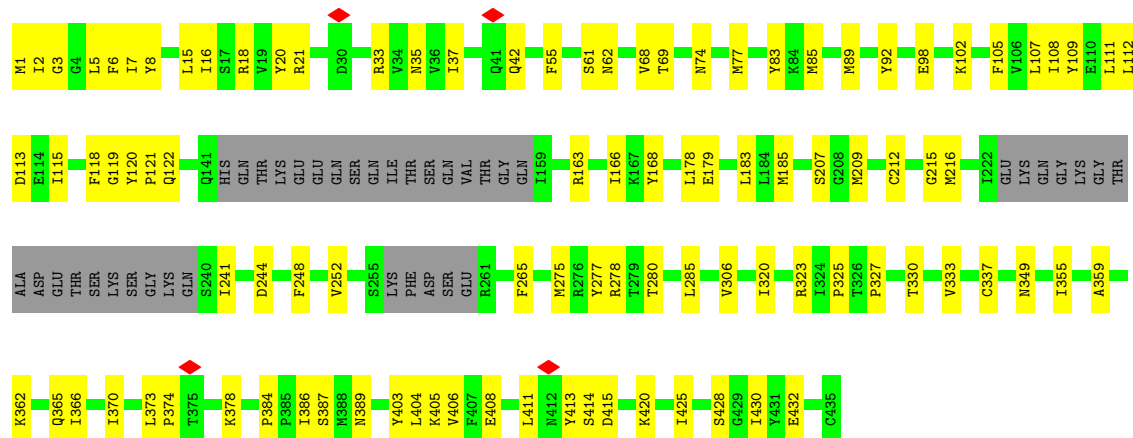 M1 I2 G3 G4 L5 F6 I7 Y8 L15 I16 S17 R18 V19 Y20 R21 D30 R33 V34 N35 V36 I37 Q41 Q42 F55 S61 N62 V68 T69 N74 M77 Y83 K84 M85 M89 Y92 E98 K102 F105 V106 L107 I108 Y109 E110 L111 L112
D113 E114 I115 F118 G119 Y120 P121 Q122 Q141 HIS GLN THR LYS GLU GLU GLN SER GLN ILE THR SER GLN VAL THR GLY GLN I159 R163 I166 K167 Y168 L178 E179 L183 L184 M185 S207 G208 M209 C212 G215 M216 I222 GLU LYS GLN GLY LYS GLY THR
ALA ASP GLU THR SER LYS SER GLY LYS GLN S240 I241 D244 F248 V252 S255 LYS PHE ASP SER GLU R261 F265 M275 R276 Y277 R278 T279 T280 L285 V306 I320 R323 I324 P325 T326 P327 T330 V333 C337 N349 I355 A359
K362 Q365 I366 I370 L373 P374 T375 K378 P384 P385 I386 S387 M388 N389 Y403 L404 K405 V406 F407 E408 L411 N412 Y413 S414 D415 K420 I425 S428 G429 I430 Y431 E432 C435